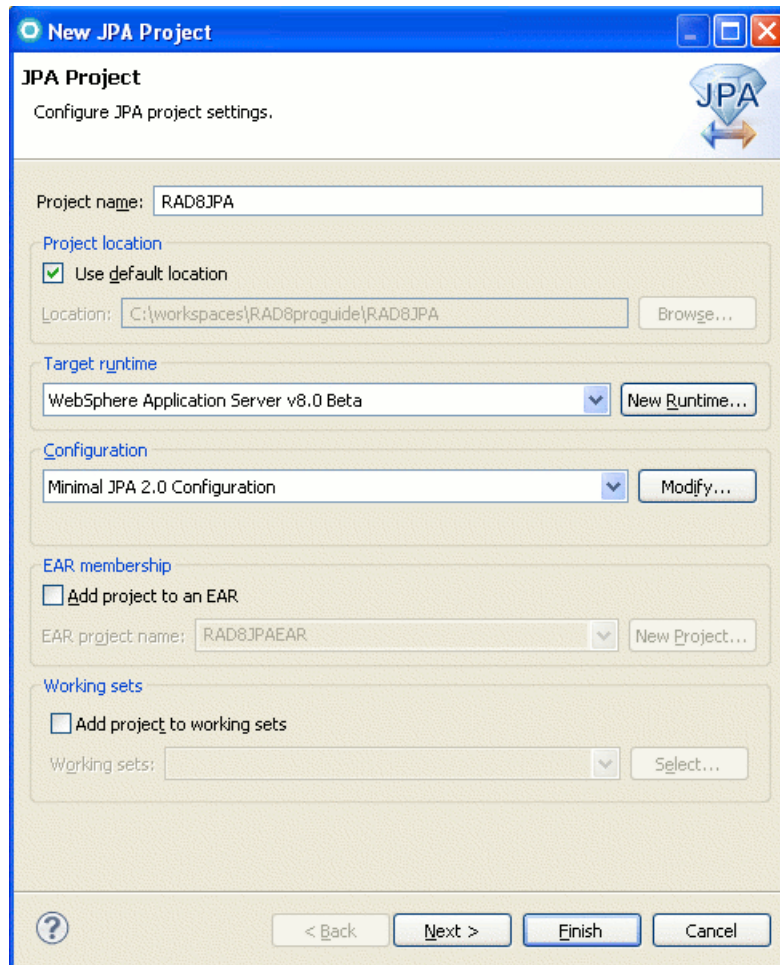 New JPA Project
JPA Project
Configure JPA project settings.
JPA
Project name: RAD8JPA
Project location
Use default location
Location: C:\workspaces\RAD8proguide\RAD8JPA Browse...
Target runtime
WebSphere Application Server v8.0 Beta New Runtime...
Configuration
Minimal JPA 2.0 Configuration Modify...
EAR membership
Add project to an EAR
EAR project name: RAD8JPAEAR New Project...
Working sets
Add project to working sets
Working sets: Select...
? < Back Next > Finish Cancel